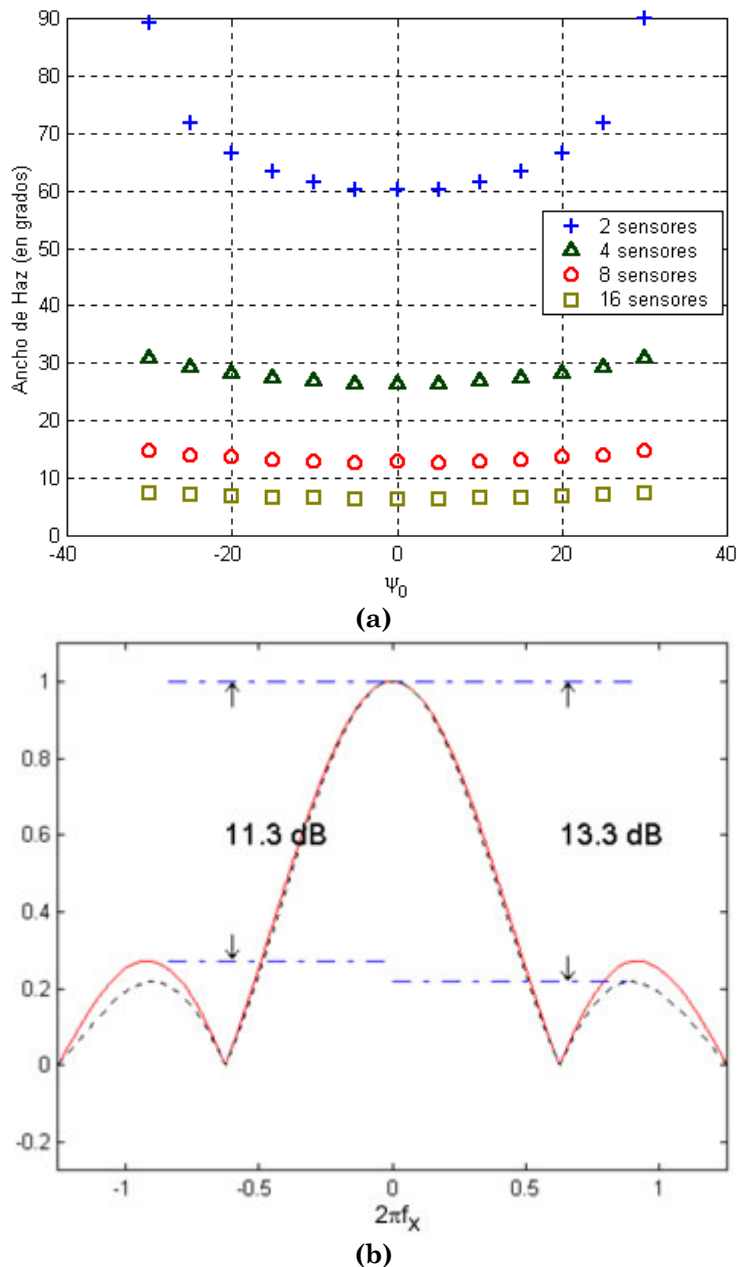 90
80
70
60
50
40
30
20
10
0
Ancho de Haz (en grados)
2 sensores
4 sensores
8 sensores
16 sensores
-40 -20 0 20 40
Ψ0
(a)
1
0.8
0.6
0.4
0.2
0
-0.2
11.3 dB 13.3 dB
-1 -0.5 0 0.5 1
2πfx
(b)